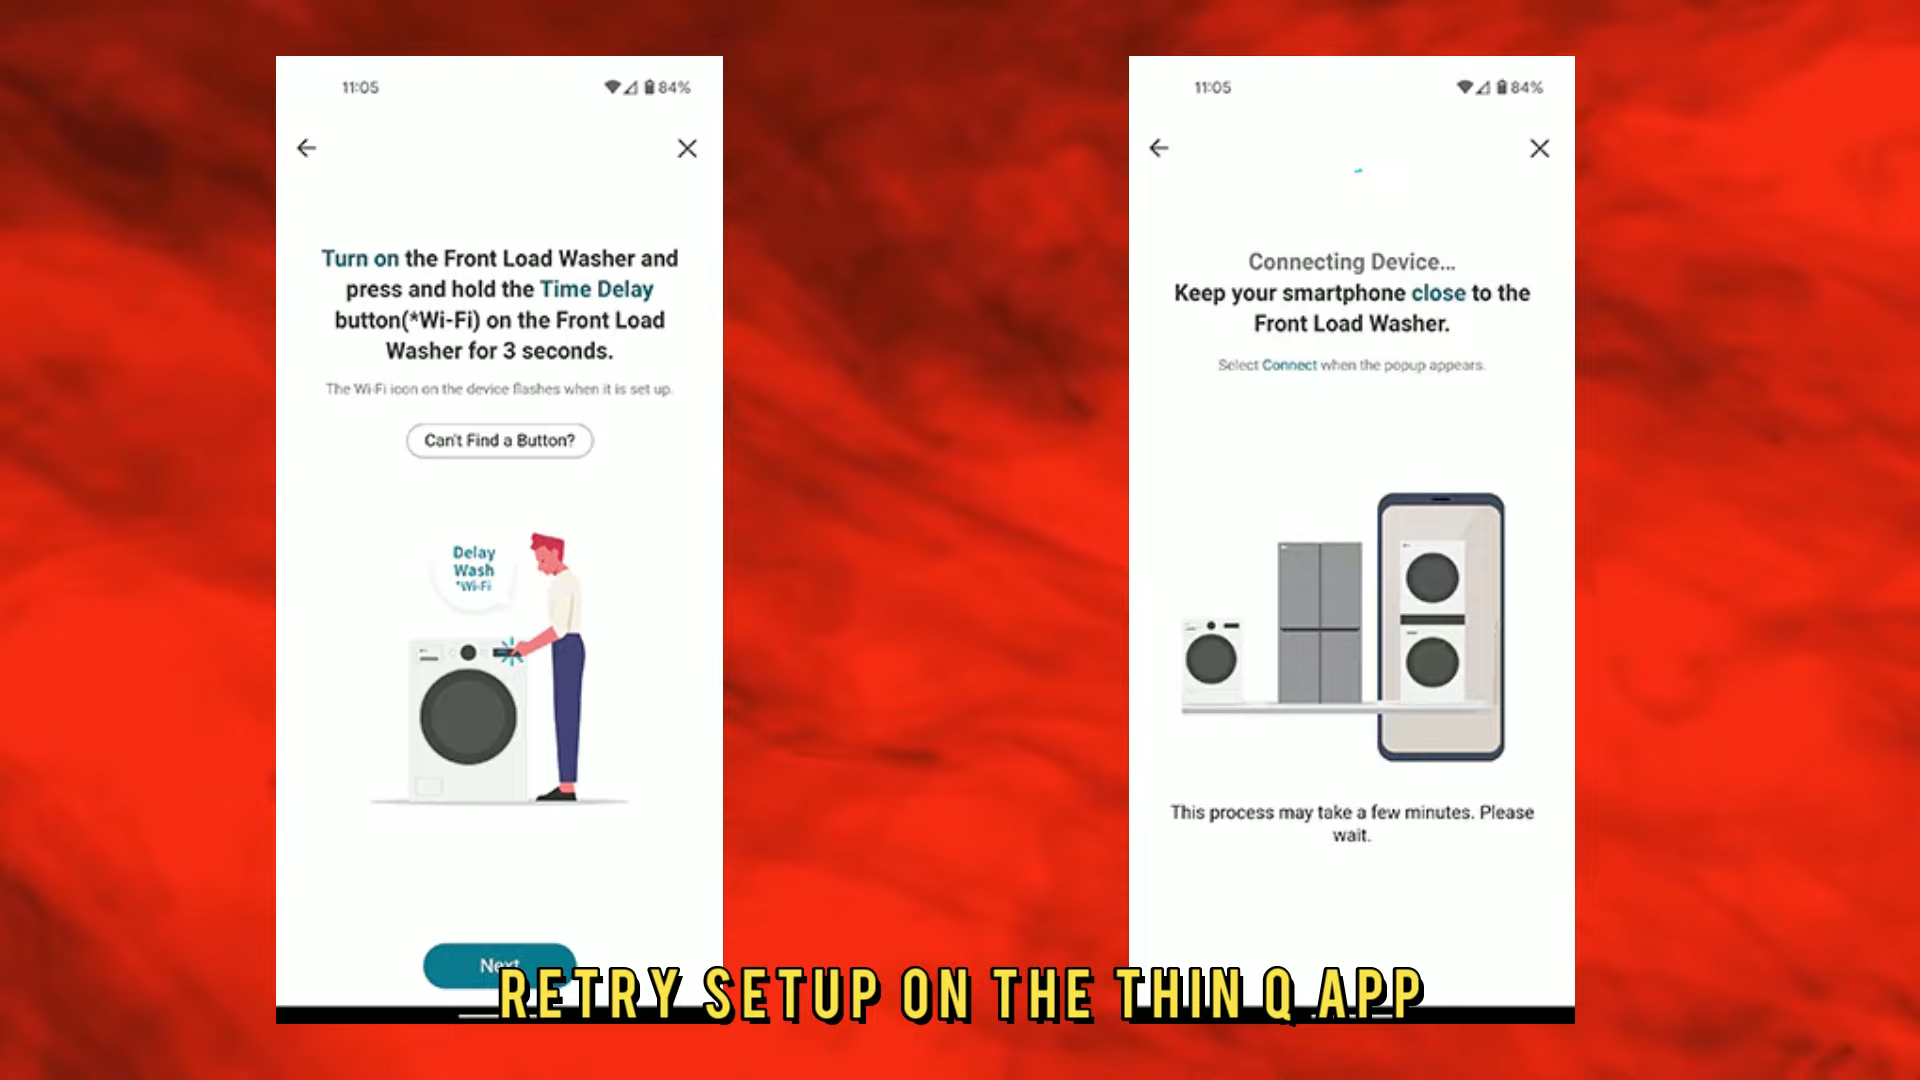 11:05
84%
Turn on the Front Load Washer and
press and hold the Time Delay
button(*Wi-Fi) on the Front Load
Washer for 3 seconds.
The Wi-Fi icon on the device flashes when it is set up.
Can't Find a Button?
Delay
Wash
*Wi-Fi
Next
11:05
84%
Connecting Device...
Keep your smartphone close to the
Front Load Washer.
Select Connect when the popup appears.
This process may take a few minutes. Please
wait.
RETRY SETUP ON THE THIN Q APP